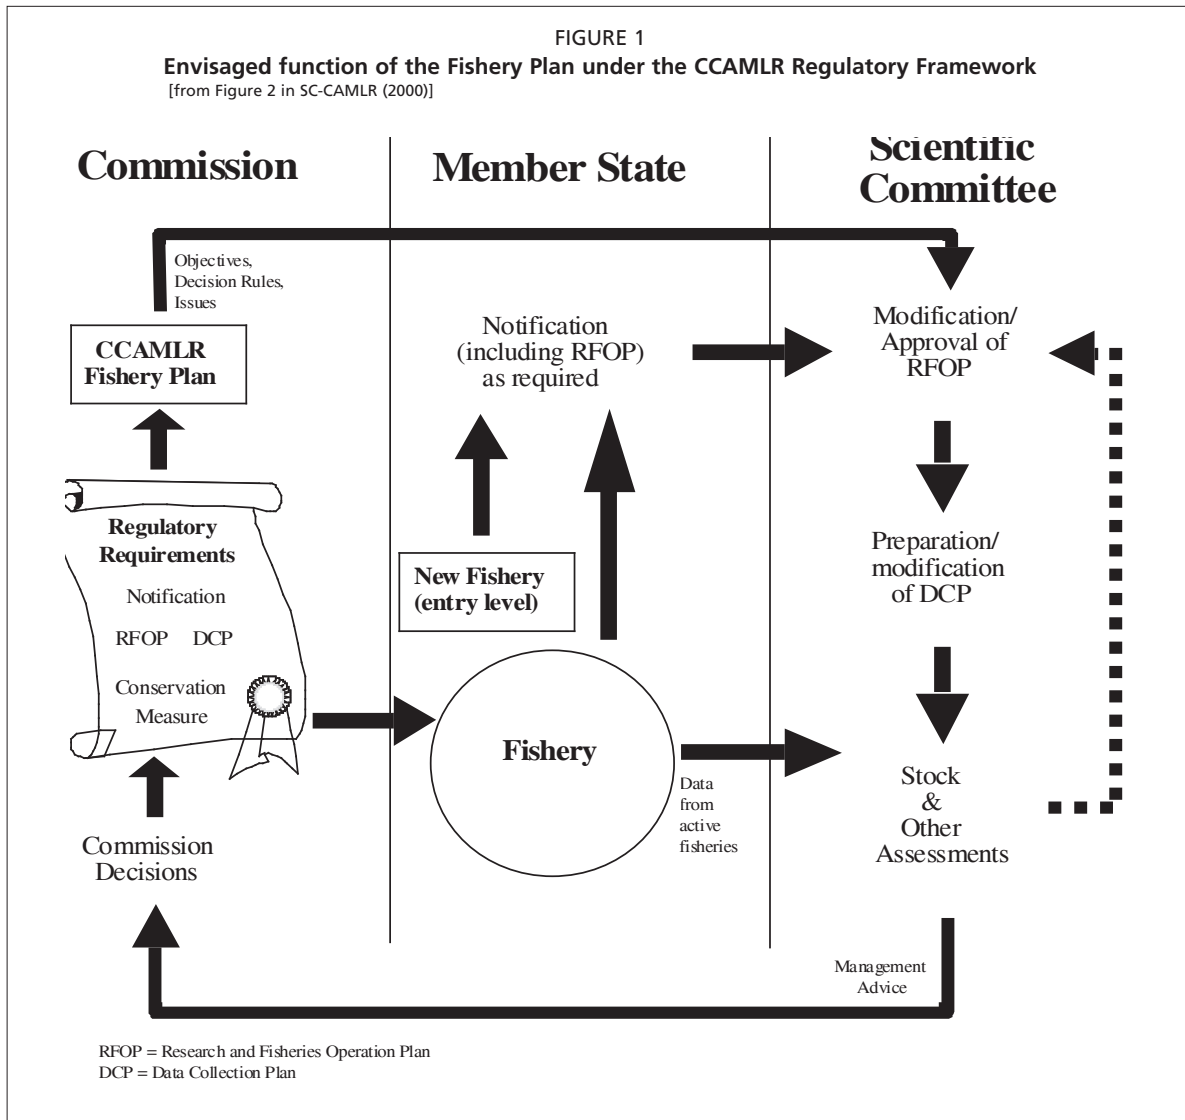 FIGURE 1
Envisaged function of the Fishery Plan under the CCAMLR Regulatory Framework
[from Figure 2 in SC-CAMLR (2000)]
Commission
Member State
Scientific
Committee
Objectives,
Decision Rules,
Issues
CCAMLR
Fishery Plan
Notification
(including RFOP)
as required
Modification/
Approval of
RFOP
Regulatory
Requirements
Notification
RFOP DCP
Conservation
Measure
New Fishery
(entry level)
Preparation/
modification
of DCP
Fishery
Data
from
active
fisheries
Stock
&
Other
Assessments
Commission
Decisions
Management
Advice
RFOP = Research and Fisheries Operation Plan
DCP = Data Collection Plan